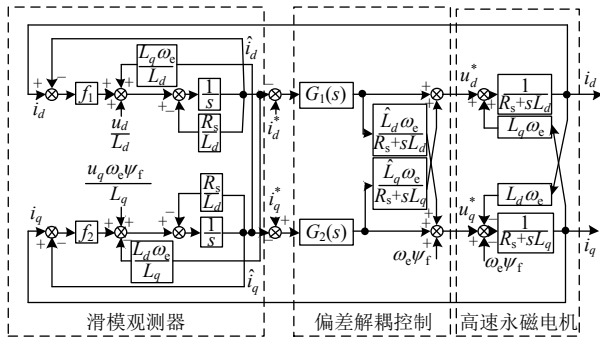 L_q ω_e
L_d
î_d
i_d
f_1
1
s
R_s
L_d
u_d
L_d
i_d^*
G_1(s)
L̂_d ω_e
R_s+sL_d
u_d^*
1
R_s+sL_d
L_q ω_e
i_d
u_q ω_e ψ_f
L_q
i_q
f_2
R_s
L_d
1
s
L_d ω_e
L_q
î_q
i_q^*
G_2(s)
L̂_q ω_e
R_s+sL_q
ω_e ψ_f
u_q^*
L_d ω_e
1
R_s+sL_q
ω_e ψ_f
i_q
滑模观测器
偏差解耦控制
高速永磁电机